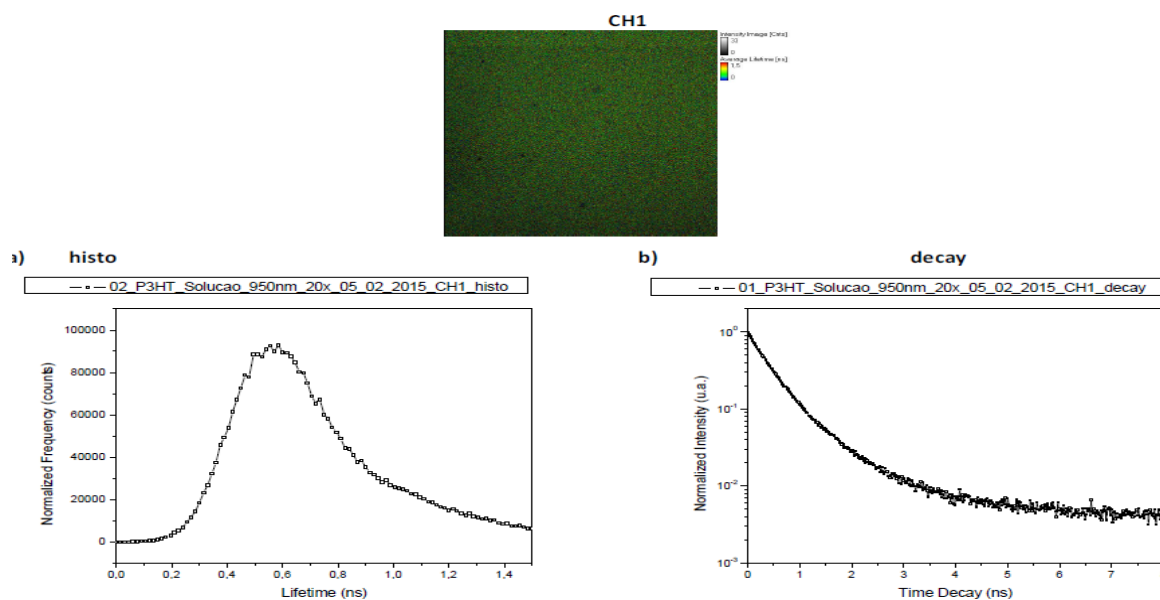 CH1
Intensity Image [Cnts]
33
0
Average Lifetime [ns]
1.5
0
a) histo
02_P3HT_Solucao_950nm_20x_05_02_2015_CH1_histo
100000
80000
60000
40000
20000
0
Normalized Frequency (counts)
0,0 0,2 0,4 0,6 0,8 1,0 1,2 1,4
Lifetime (ns)
b) decay
01_P3HT_Solucao_950nm_20x_05_02_2015_CH1_decay
10⁰
10⁻¹
10⁻²
10⁻³
Normalized Intensity (u.a.)
0 1 2 3 4 5 6 7
Time Decay (ns)